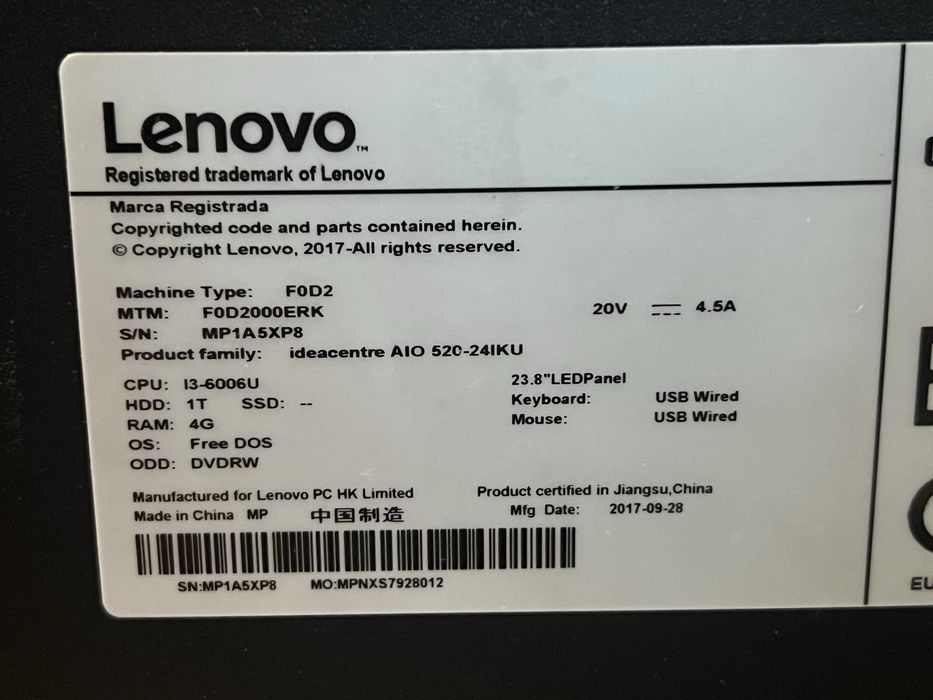 Lenovo™
Registered trademark of Lenovo
Marca Registrada
Copyrighted code and parts contained herein.
© Copyright Lenovo, 2017-All rights reserved.
Machine Type: F0D2
MTM: F0D2000ERK
S/N: MP1A5XP8
Product family: ideacentre AIO 520-24IKU
20V ⎓ 4.5A
CPU: I3-6006U
HDD: 1T SSD: --
RAM: 4G
OS: Free DOS
ODD: DVDRW
23.8"LEDPanel
Keyboard: USB Wired
Mouse: USB Wired
Manufactured for Lenovo PC HK Limited
Made in China MP 中国制造
Product certified in Jiangsu,China
Mfg Date: 2017-09-28
SN:MP1A5XP8 MO:MPNXS7928012
EU